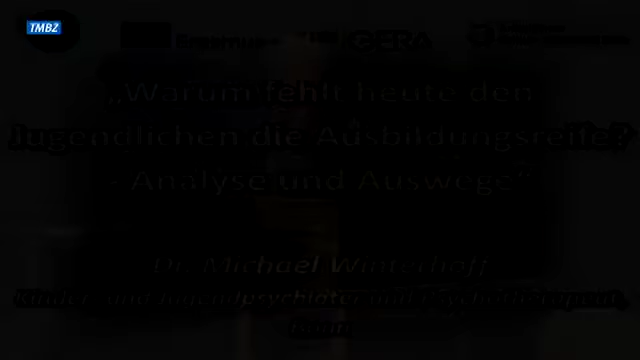 TMBZ
GERA
„Warum fehlt heute den
Jugendlichen die Ausbildungsreife?
- Analyse und Auswege“
Dr. Michael Winterhoff
Kinder- und Jugendpsychiater und Psychotherapeut,
Bonn